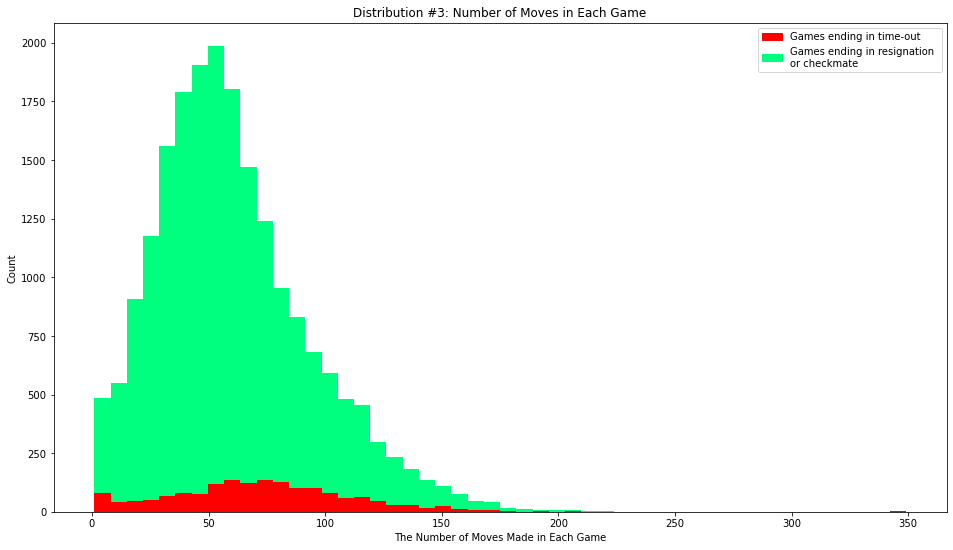 Distribution #3: Number of Moves in Each Game
Games ending in time-out
Games ending in resignation
or checkmate
2000
1750
1500
1250
1000
750
500
250
0
Count
0 50 100 150 200 250 300 350
The Number of Moves Made in Each Game